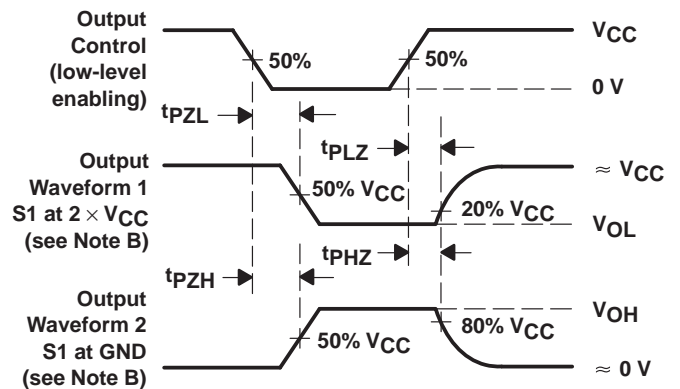 Output
Control
(low-level
enabling)
50%
50%
VCC
0 V
tPZL
tPLZ
Output
Waveform 1
S1 at 2 × VCC
(see Note B)
50% VCC
20% VCC
≈ VCC
VOL
tPZH
tPHZ
Output
Waveform 2
S1 at GND
(see Note B)
50% VCC
80% VCC
VOH
≈ 0 V